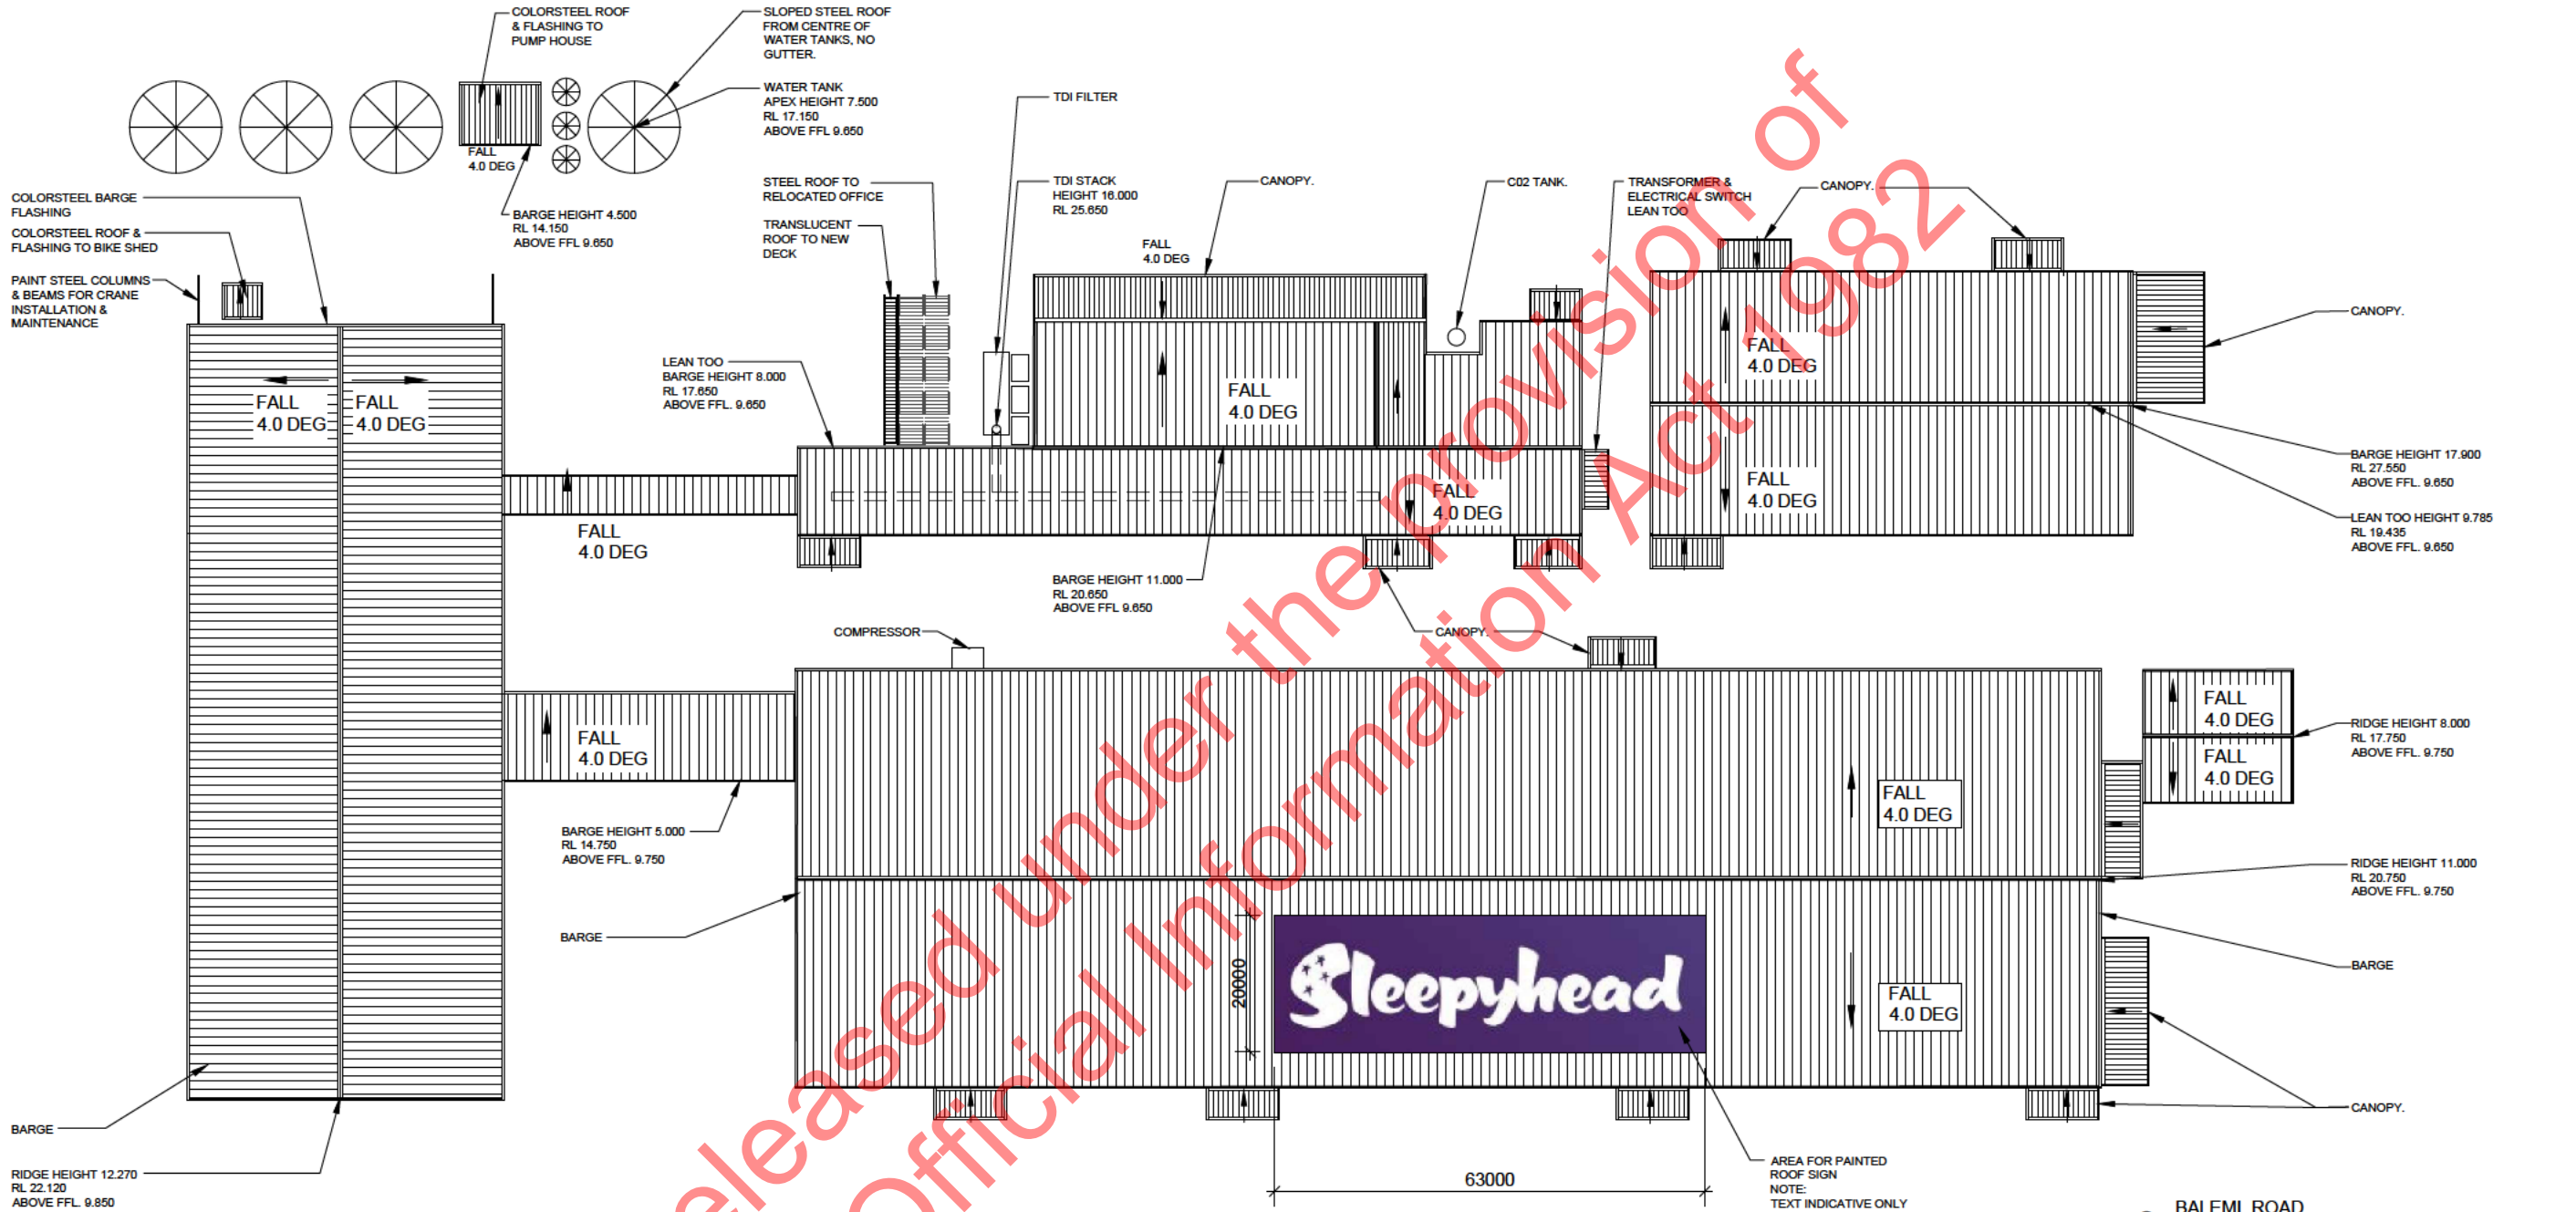 COLORSTEEL ROOF
& FLASHING TO
PUMP HOUSE
SLOPED STEEL ROOF
FROM CENTRE OF
WATER TANKS, NO
GUTTER.
WATER TANK
APEX HEIGHT 7.500
RL 17.150
ABOVE FFL 9.650
TDI FILTER
FALL
4.0 DEG
BARGE HEIGHT 4.500
RL 14.150
ABOVE FFL 9.650
COLORSTEEL BARGE
FLASHING
COLORSTEEL ROOF &
FLASHING TO BIKE SHED
PAINT STEEL COLUMNS
& BEAMS FOR CRANE
INSTALLATION &
MAINTENANCE
STEEL ROOF TO
RELOCATED OFFICE
TRANSLUCENT
ROOF TO NEW
DECK
TDI STACK
HEIGHT 16.000
RL 25.650
CANOPY.
FALL
4.0 DEG
C02 TANK.
TRANSFORMER &
ELECTRICAL SWITCH
LEAN TOO
CANOPY.
CANOPY.
LEAN TOO
BARGE HEIGHT 8.000
RL 17.650
ABOVE FFL. 9.650
FALL
4.0 DEG
FALL
4.0 DEG
FALL
4.0 DEG
FALL
4.0 DEG
FALL
4.0 DEG
FALL
4.0 DEG
FALL
4.0 DEG
BARGE HEIGHT 17.900
RL 27.550
ABOVE FFL. 9.650
LEAN TOO HEIGHT 9.785
RL 19.435
ABOVE FFL. 9.650
BARGE HEIGHT 11.000
RL 20.650
ABOVE FFL 9.650
COMPRESSOR
CANOPY.
FALL
4.0 DEG
FALL
4.0 DEG
FALL
4.0 DEG
RIDGE HEIGHT 8.000
RL 17.750
ABOVE FFL. 9.750
BARGE HEIGHT 5.000
RL 14.750
ABOVE FFL. 9.750
FALL
4.0 DEG
RIDGE HEIGHT 11.000
RL 20.750
ABOVE FFL. 9.750
BARGE
BARGE
20000
Sleepyhead
FALL
4.0 DEG
CANOPY.
BARGE
RIDGE HEIGHT 12.270
RL 22.120
ABOVE FFL. 9.850
63000
AREA FOR PAINTED
ROOF SIGN
NOTE:
TEXT INDICATIVE ONLY
eleased under the provision of
Official Information Act 1982